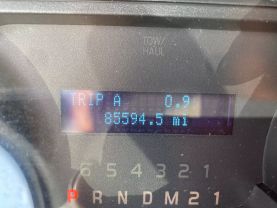 TOW/
HAUL
TRIP A 0.9
85594.5 mi
6 5 4 3 2 1
P R N D M 2 1